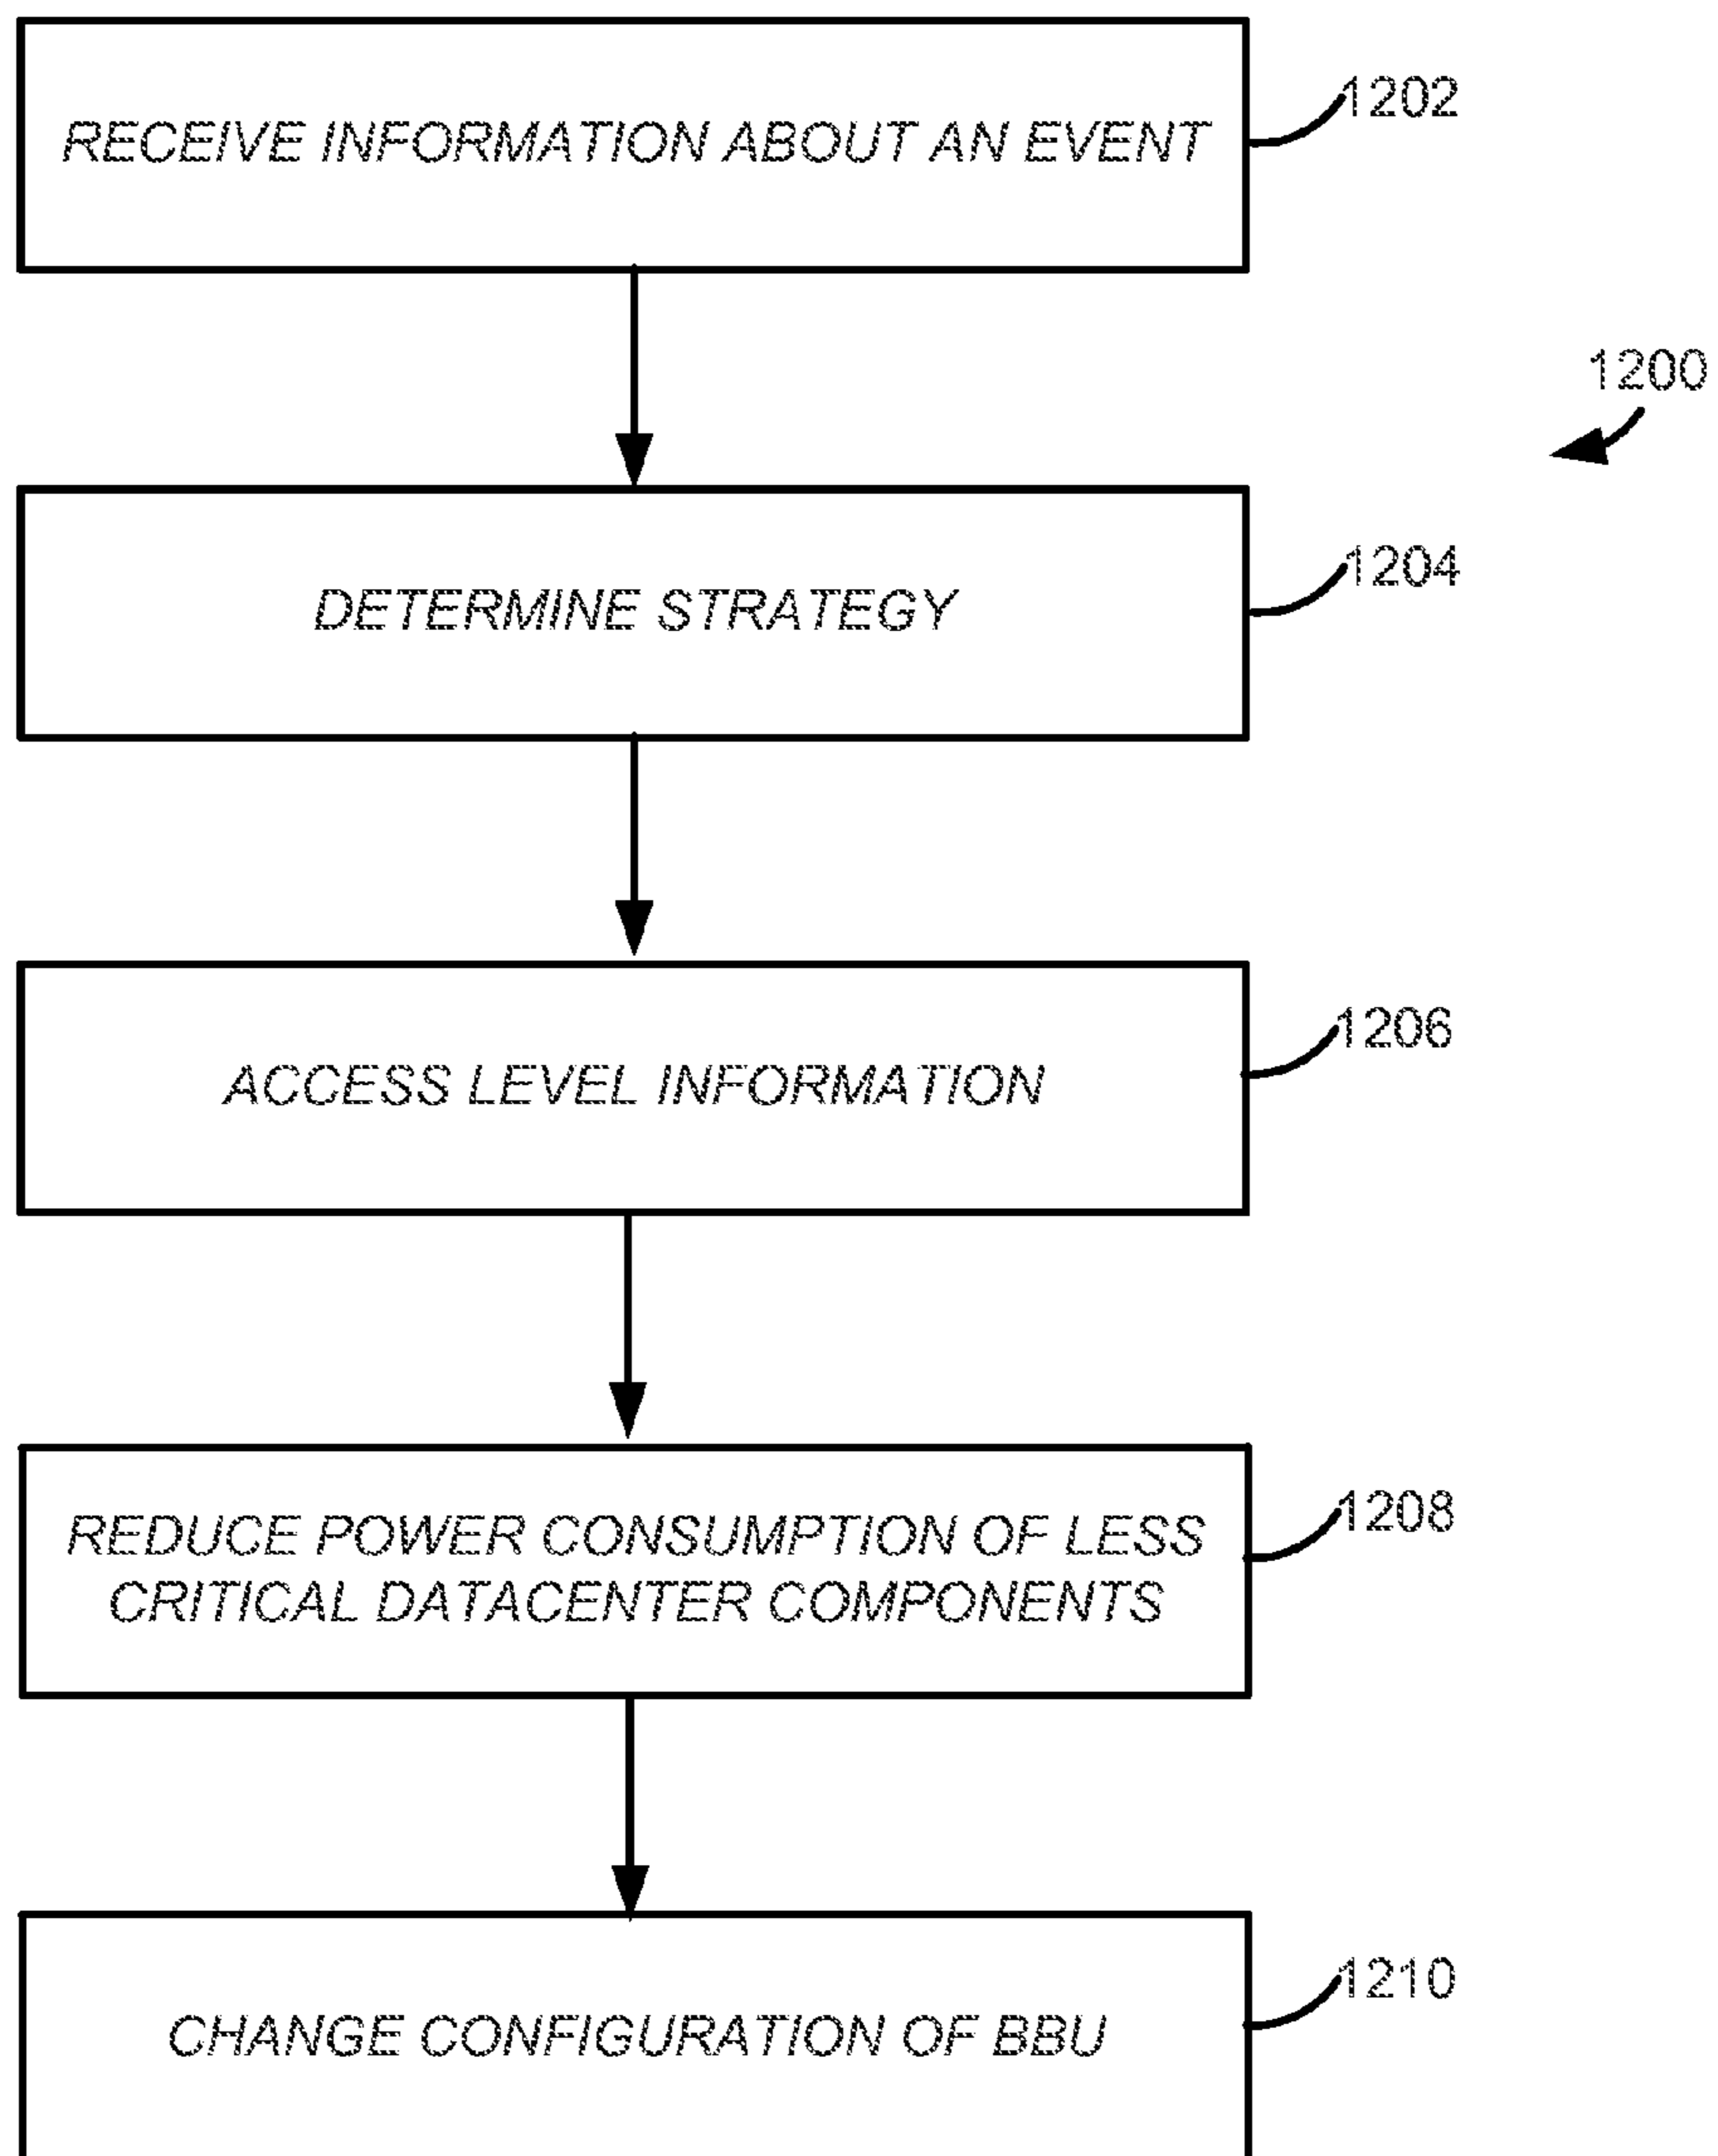 RECEIVE INFORMATION ABOUT AN EVENT
1202
1200
DETERMINE STRATEGY
1204
ACCESS LEVEL INFORMATION
1206
REDUCE POWER CONSUMPTION OF LESS
CRITICAL DATACENTER COMPONENTS
1208
CHANGE CONFIGURATION OF BBU
1210